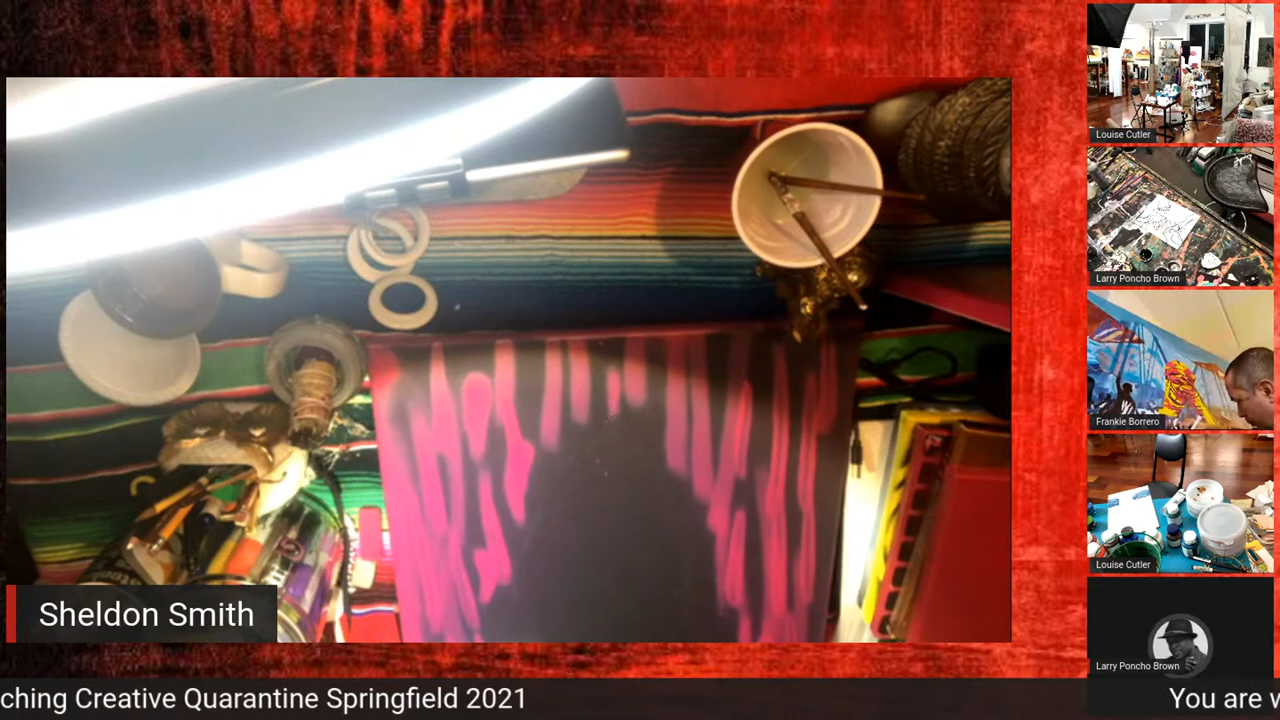 Louise Cutler
Larry Poncho Brown
Frankie Borrero
Louise Cutler
Sheldon Smith
Larry Poncho Brown
ching Creative Quarantine Springfield 2021
You are w